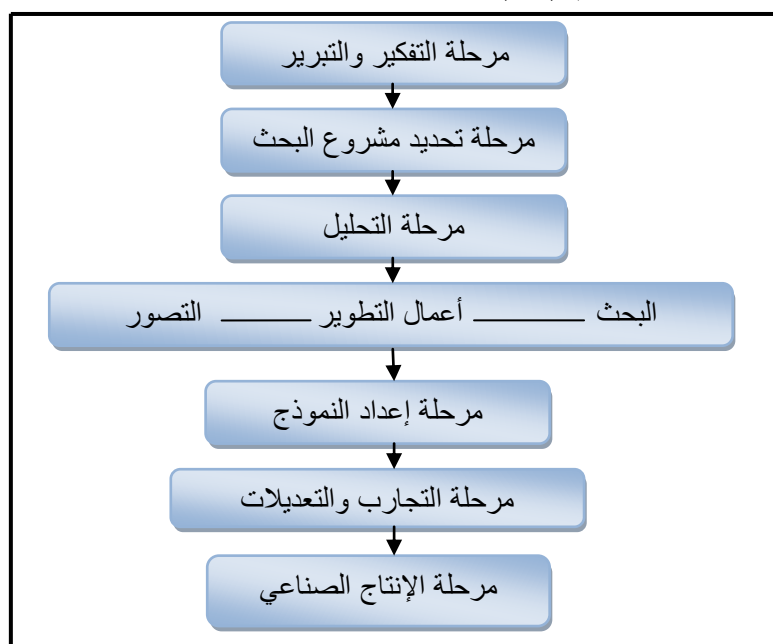 مرحلة التفكير والتبرير
مرحلة تحديد مشروع البحث
مرحلة التحليل
البحث ـــــــــ أعمال التطوير ـــــــــ التصور
مرحلة إعداد النموذج
مرحلة التجارب والتعديلات
مرحلة الإنتاج الصناعي